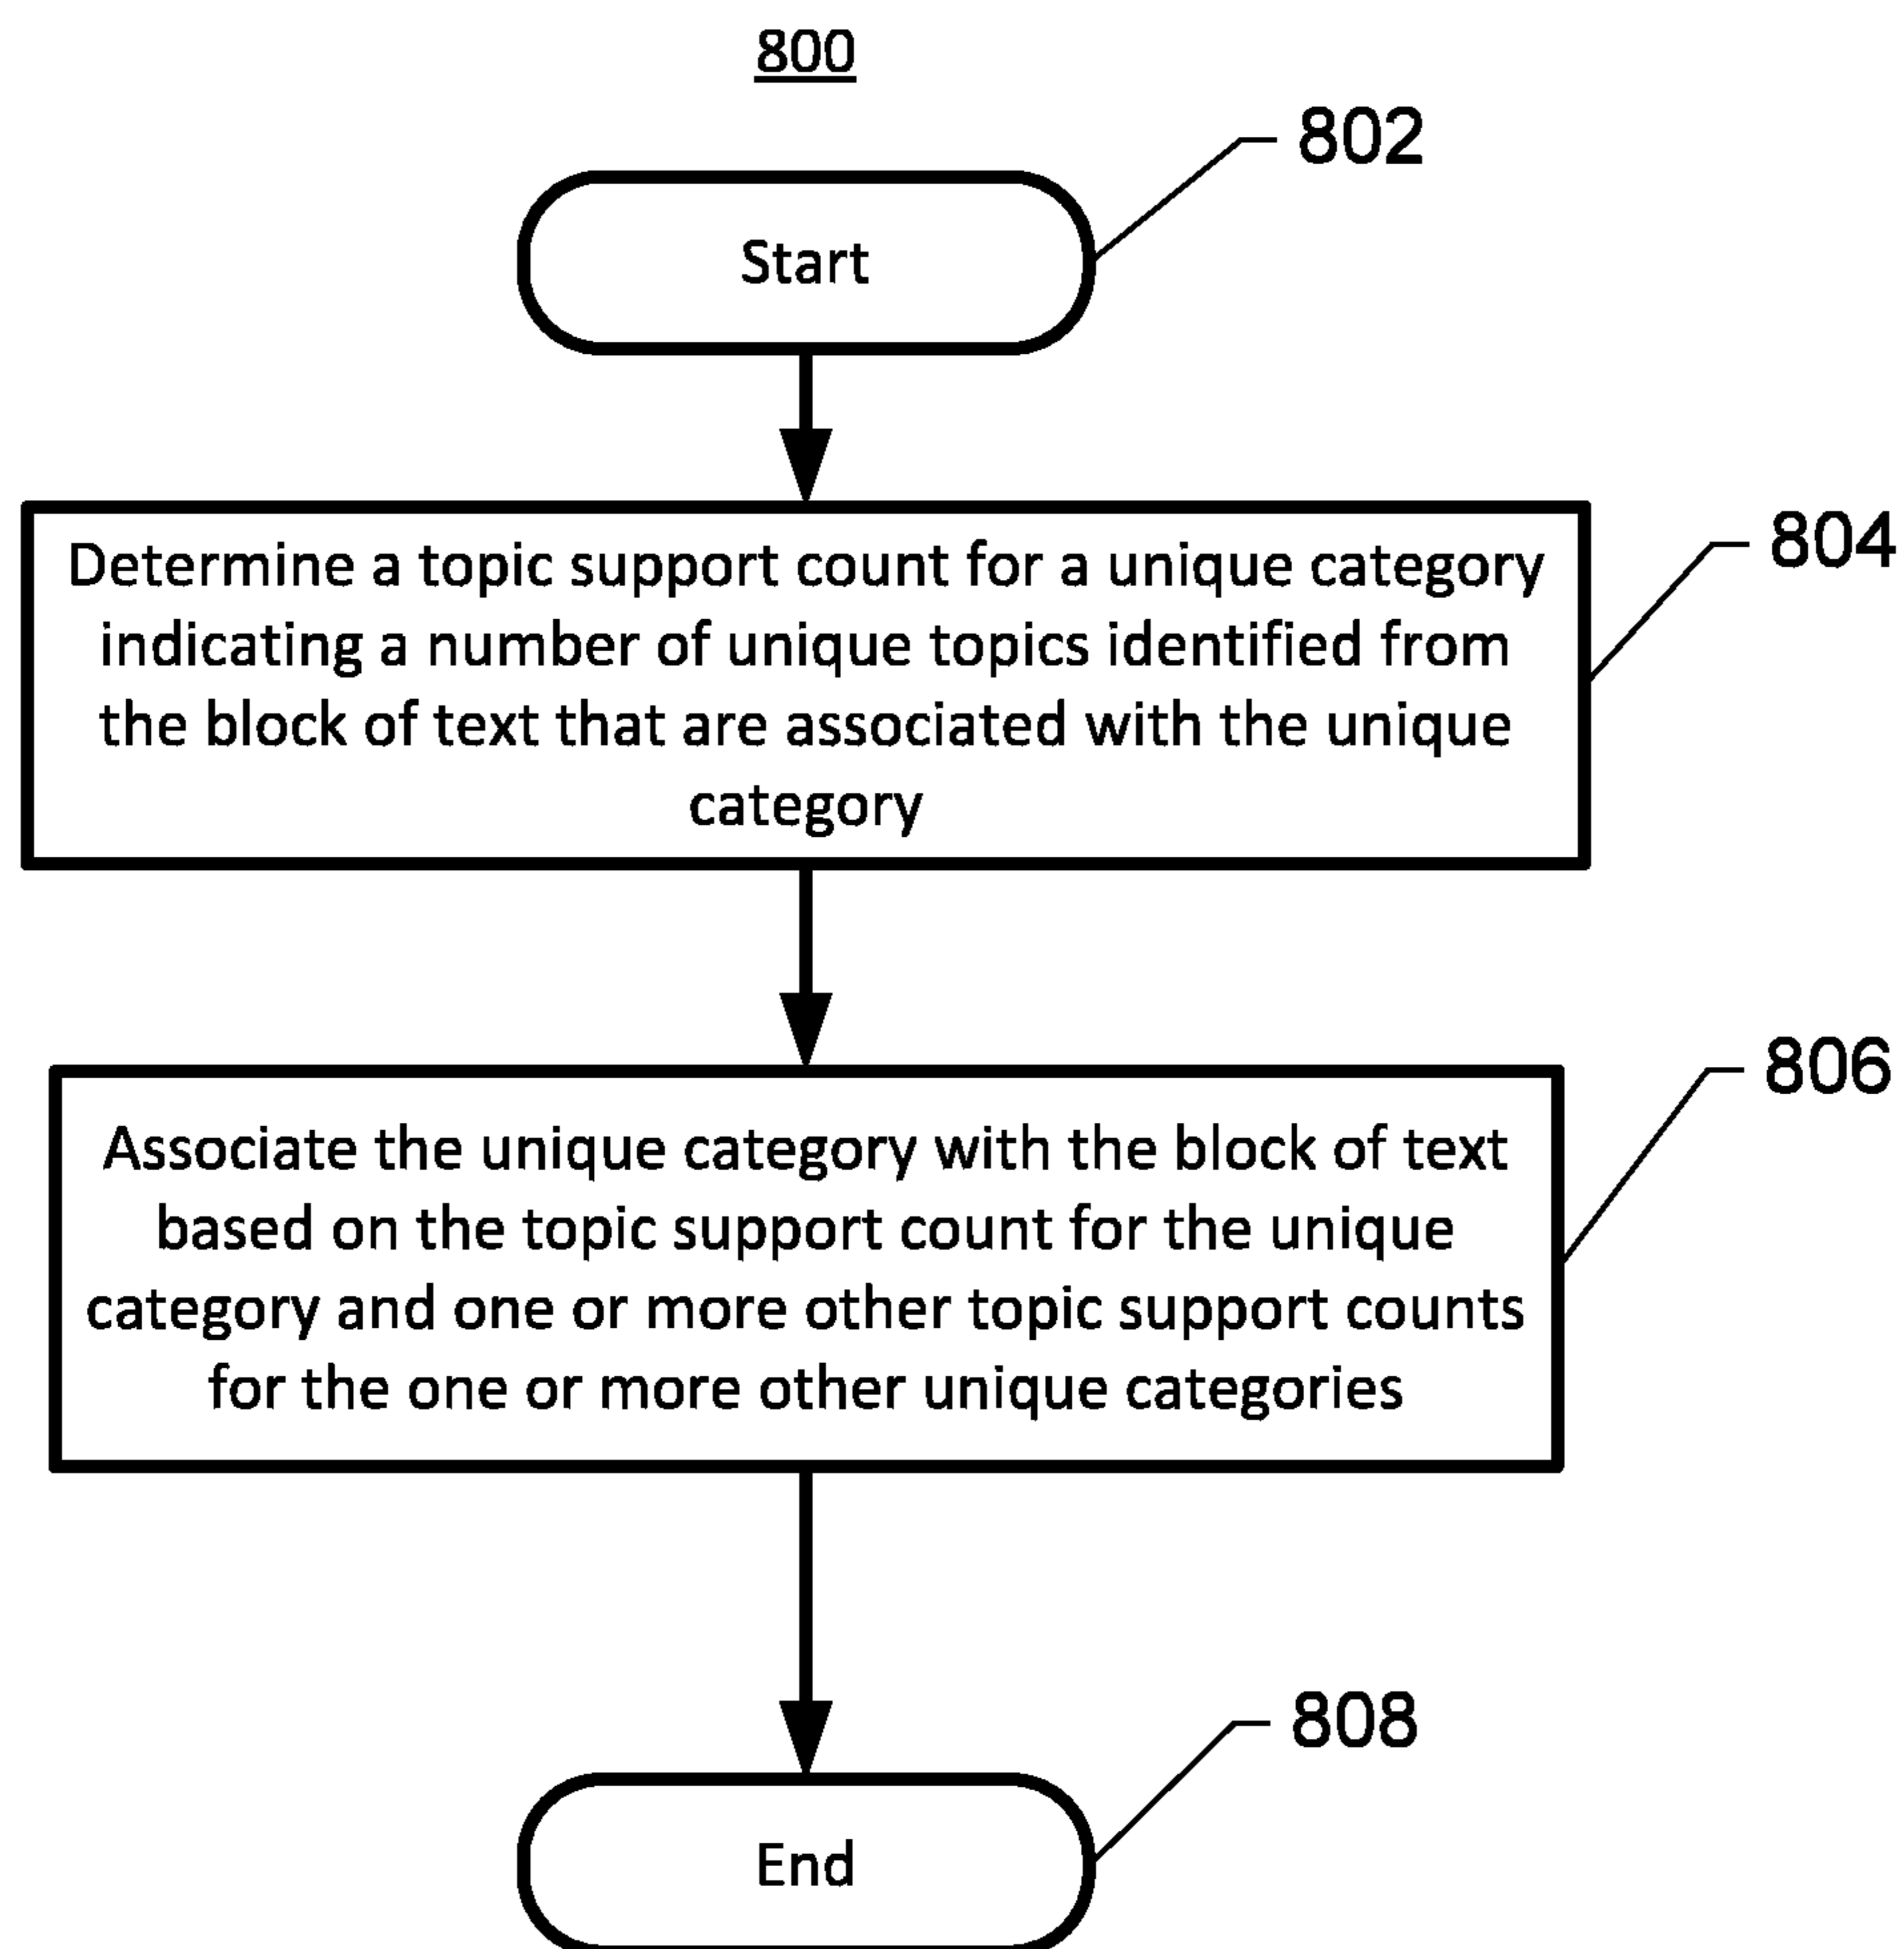 800
802
Start
804
Determine a topic support count for a unique category
indicating a number of unique topics identified from
the block of text that are associated with the unique
category
806
Associate the unique category with the block of text
based on the topic support count for the unique
category and one or more other topic support counts
for the one or more other unique categories
808
End